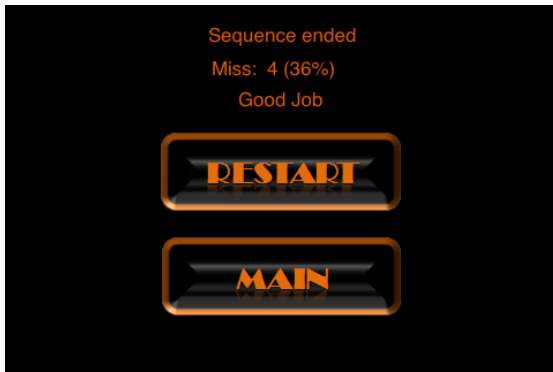 Sequence ended
Miss: 4 (36%)
Good Job
RESTART
MAIN